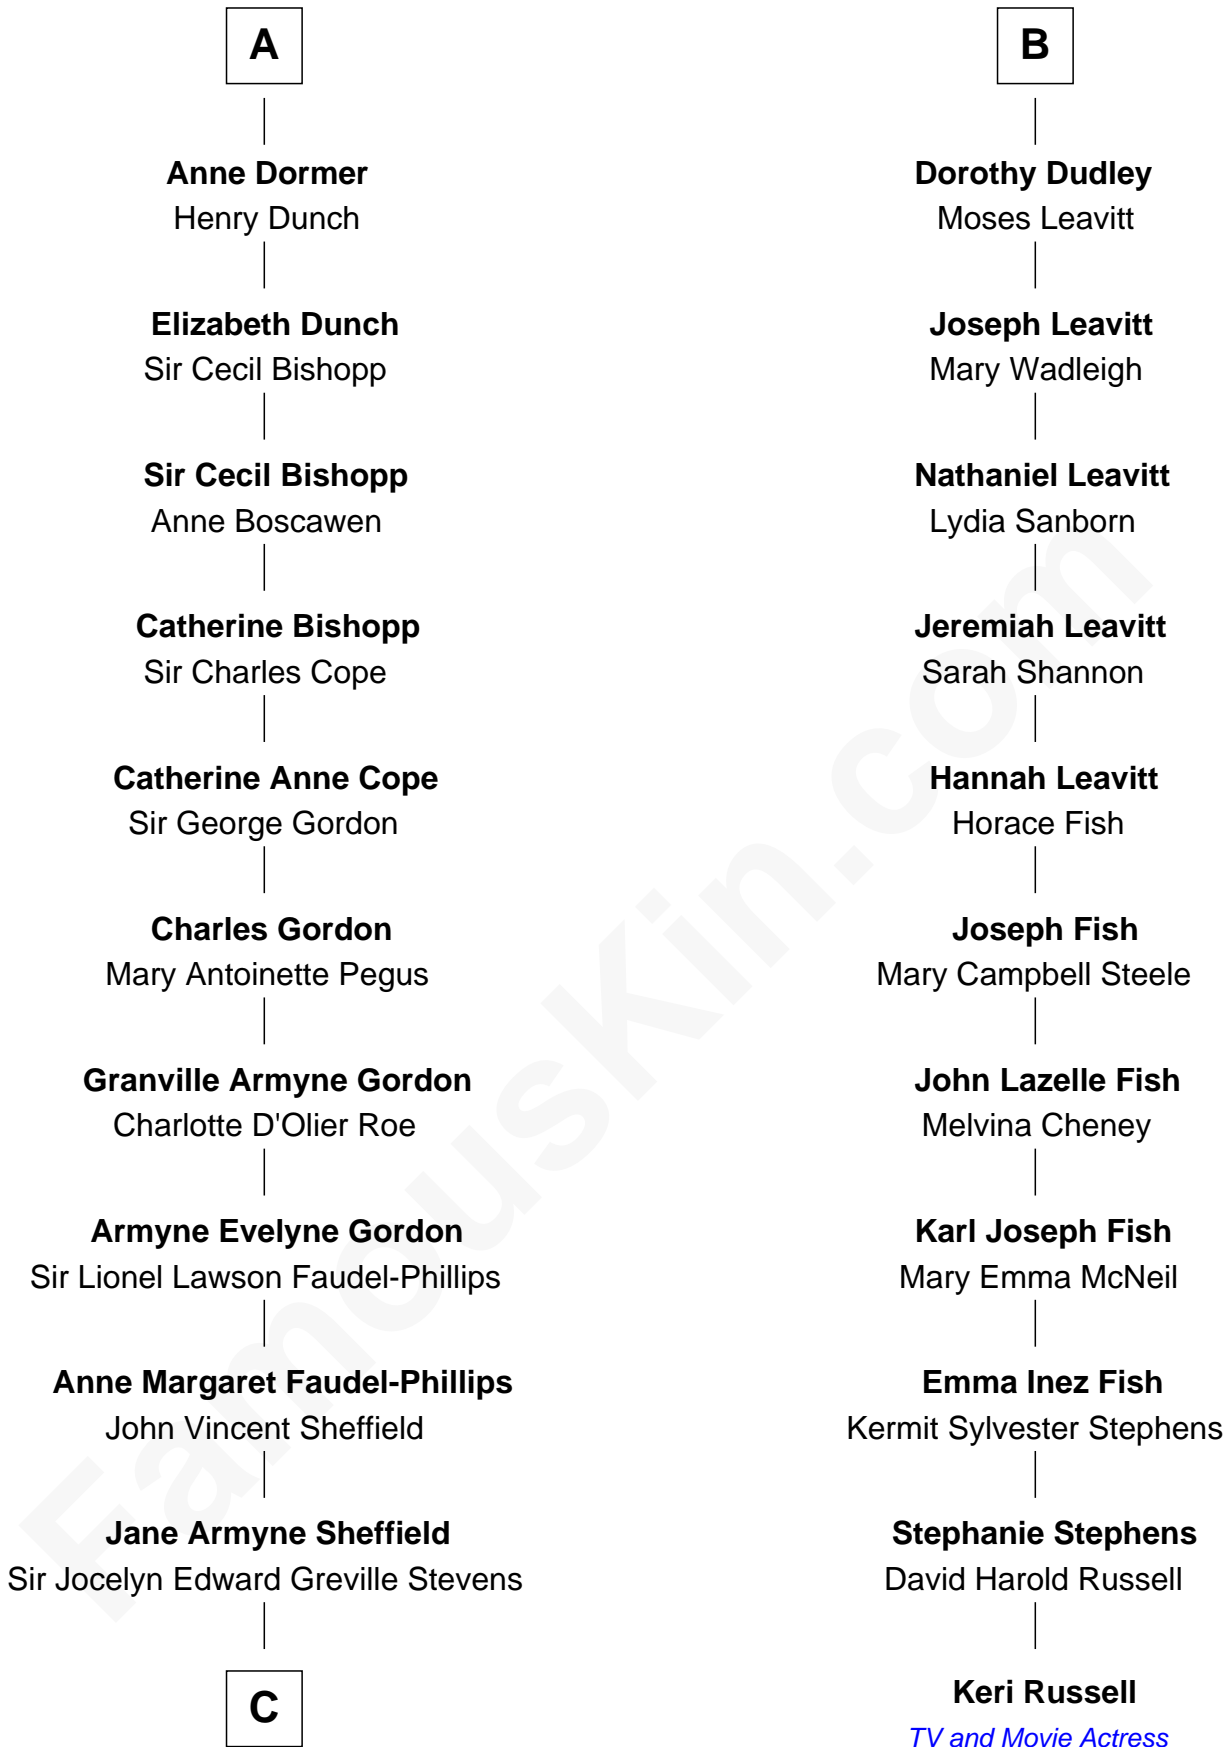 A
Anne Dormer
Henry Dunch
Elizabeth Dunch
Sir Cecil Bishopp
Sir Cecil Bishopp
Anne Boscawen
Catherine Bishopp
Sir Charles Cope
Catherine Anne Cope
Sir George Gordon
Charles Gordon
Mary Antoinette Pegus
Granville Armyne Gordon
Charlotte D'Olier Roe
Armyne Evelyne Gordon
Sir Lionel Lawson Faudel-Phillips
Anne Margaret Faudel-Phillips
John Vincent Sheffield
Jane Armyne Sheffield
Sir Jocelyn Edward Greville Stevens
C
B
Dorothy Dudley
Moses Leavitt
Joseph Leavitt
Mary Wadleigh
Nathaniel Leavitt
Lydia Sanborn
Jeremiah Leavitt
Sarah Shannon
Hannah Leavitt
Horace Fish
Joseph Fish
Mary Campbell Steele
John Lazelle Fish
Melvina Cheney
Karl Joseph Fish
Mary Emma McNeil
Emma Inez Fish
Kermit Sylvester Stephens
Stephanie Stephens
David Harold Russell
Keri Russell
TV and Movie Actress
FamousKin.com